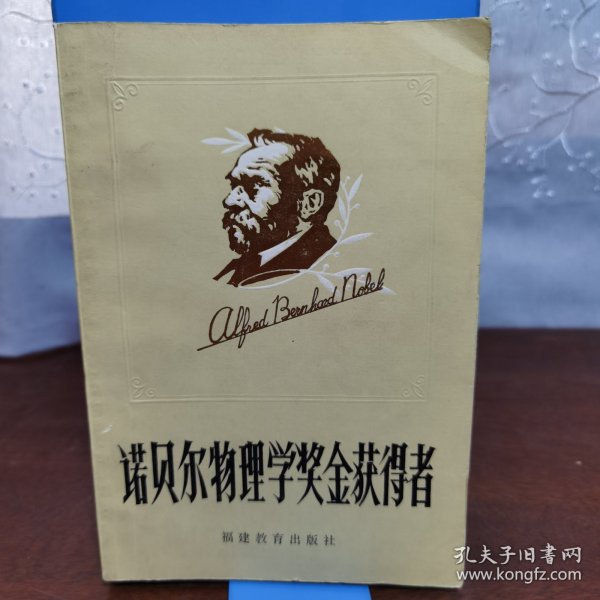 Alfred Bernhard Nobel
诺贝尔物理学奖金获得者
福建教育出版社
孔夫子旧书网
www.kongfz.com